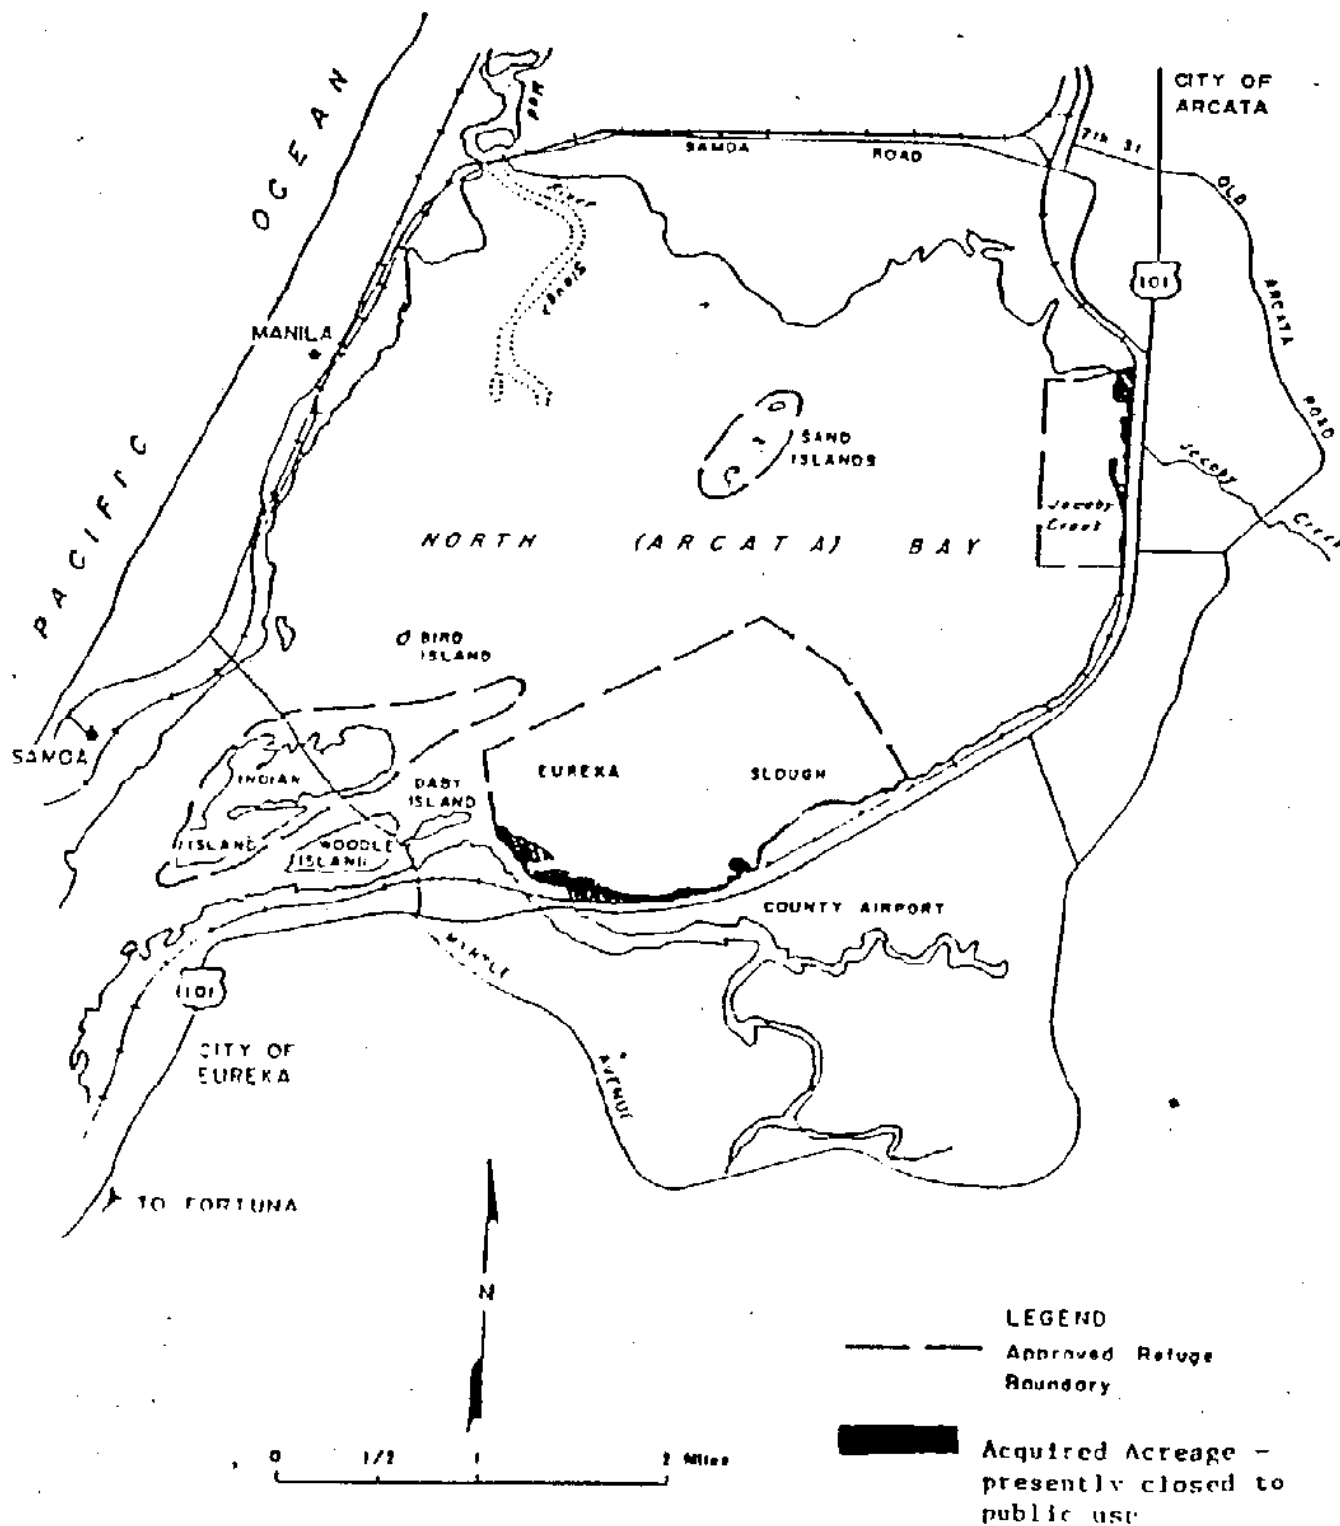 CITY OF
ARCATA
PACIFIC OCEAN
MAD
River
SAMOA ROAD
7th St
OLD ARCATA ROAD
101
MANILA
SAND
ISLANDS
Jacoby
Creek
Jacoby Creek
NORTH (ARCATA) BAY
BIRD
ISLAND
SAMOA
INDIAN
ISLAND
DABY
ISLAND
EUREKA SLOUGH
WOODLE
ISLAND
COUNTY AIRPORT
MYRTLE AVENUE
101
CITY OF
EUREKA
TO FORTUNA
N
LEGEND
Approved Refuge
Boundary
0 1/2 1 2 Miles
Acquired Acreage -
presently closed to
public use